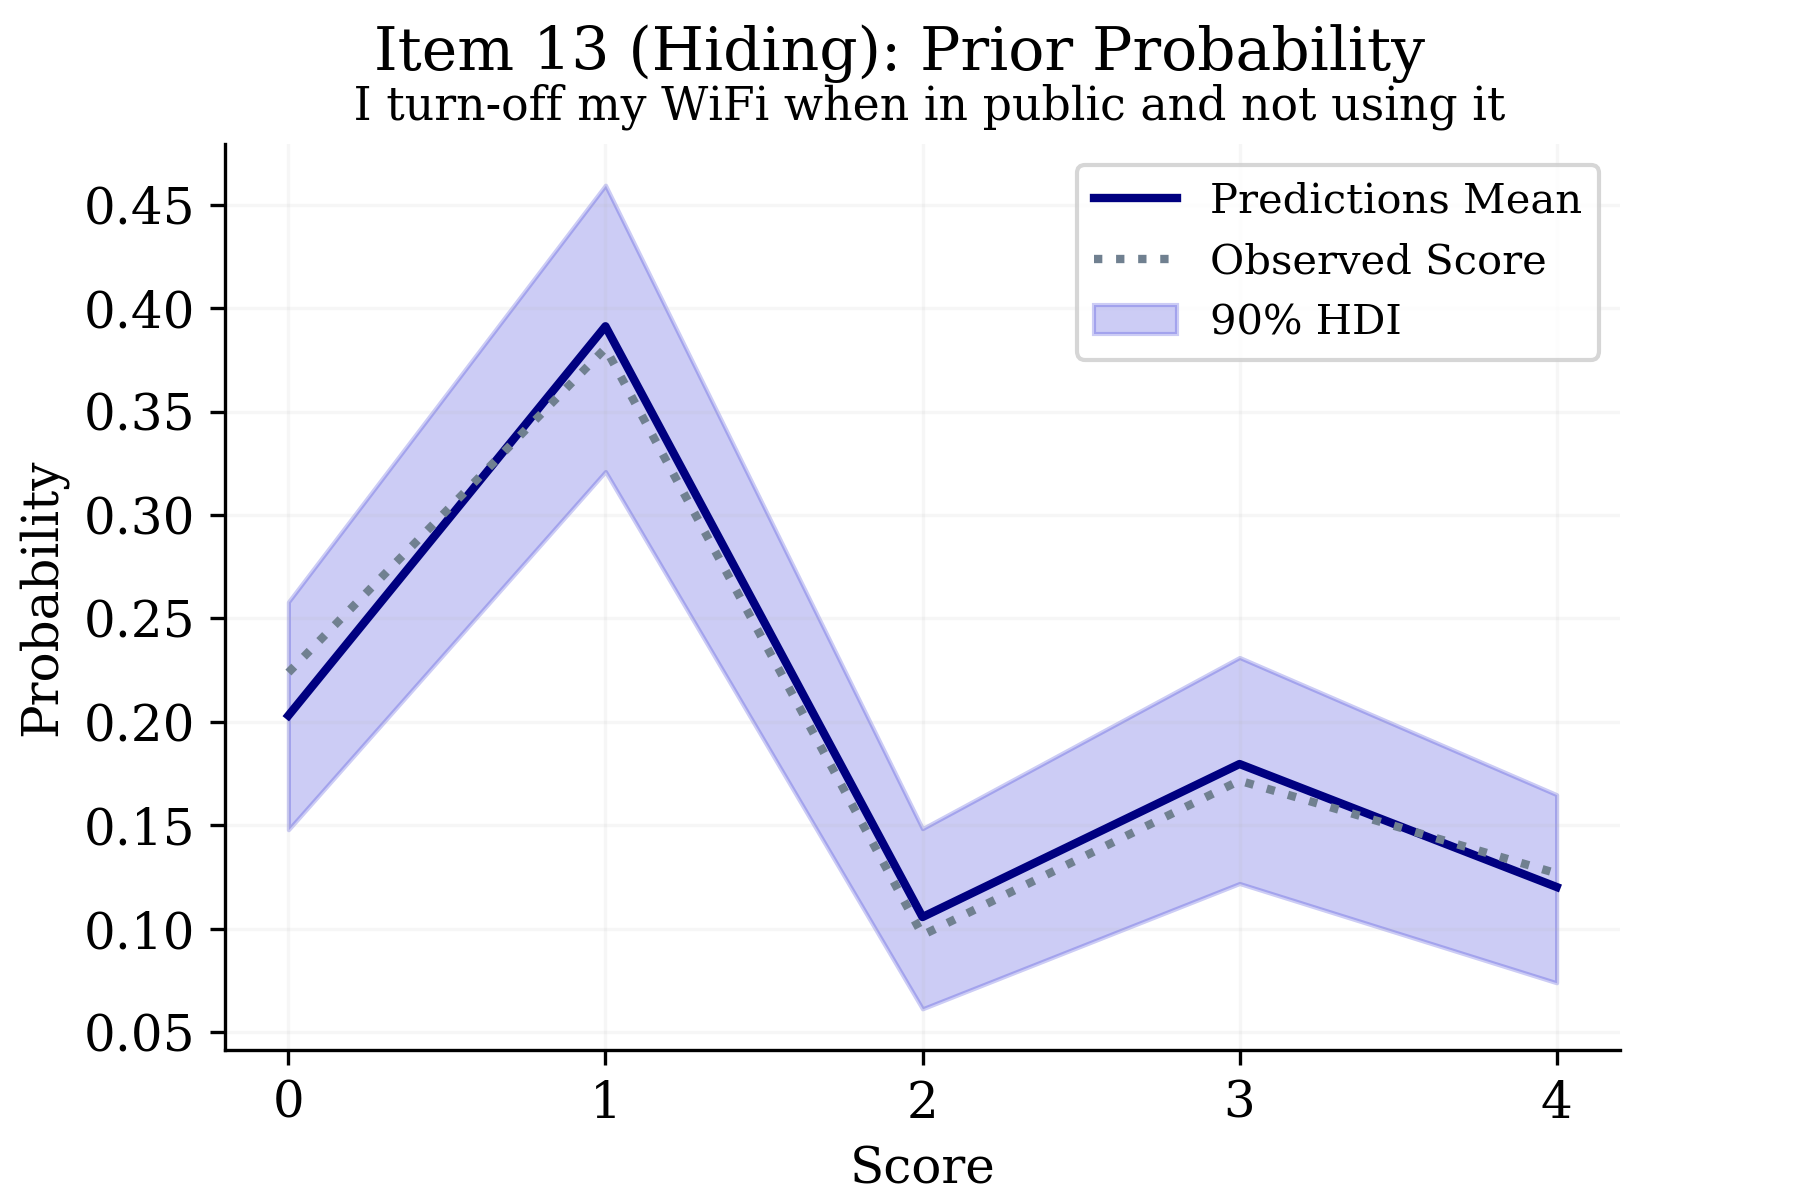 Item 13 (Hiding): Prior Probability
I turn-off my WiFi when in public and not using it
Predictions Mean
Observed Score
90% HDI
Probability
0.45
0.40
0.35
0.30
0.25
0.20
0.15
0.10
0.05
0 1 2 3 4
Score